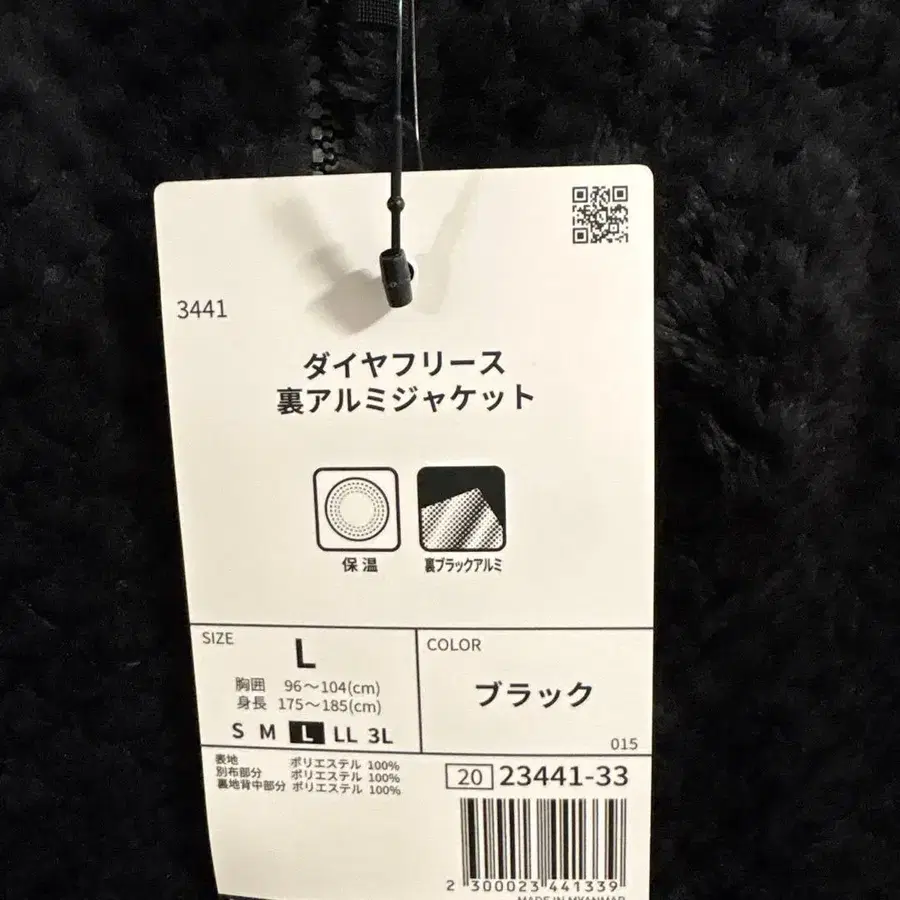 3441
ダイヤフリース
裏アルミジャケット
保温
裏ブラックアルミ
SIZE
L
胸囲 96〜104(cm)
身長 175〜185(cm)
S M L LL 3L
COLOR
ブラック
015
表地 ポリエステル 100%
別布部分 ポリエステル 100%
裏地背中部分 ポリエステル 100%
20 23441-33
2 300023 441339
MADE IN MYANMAR